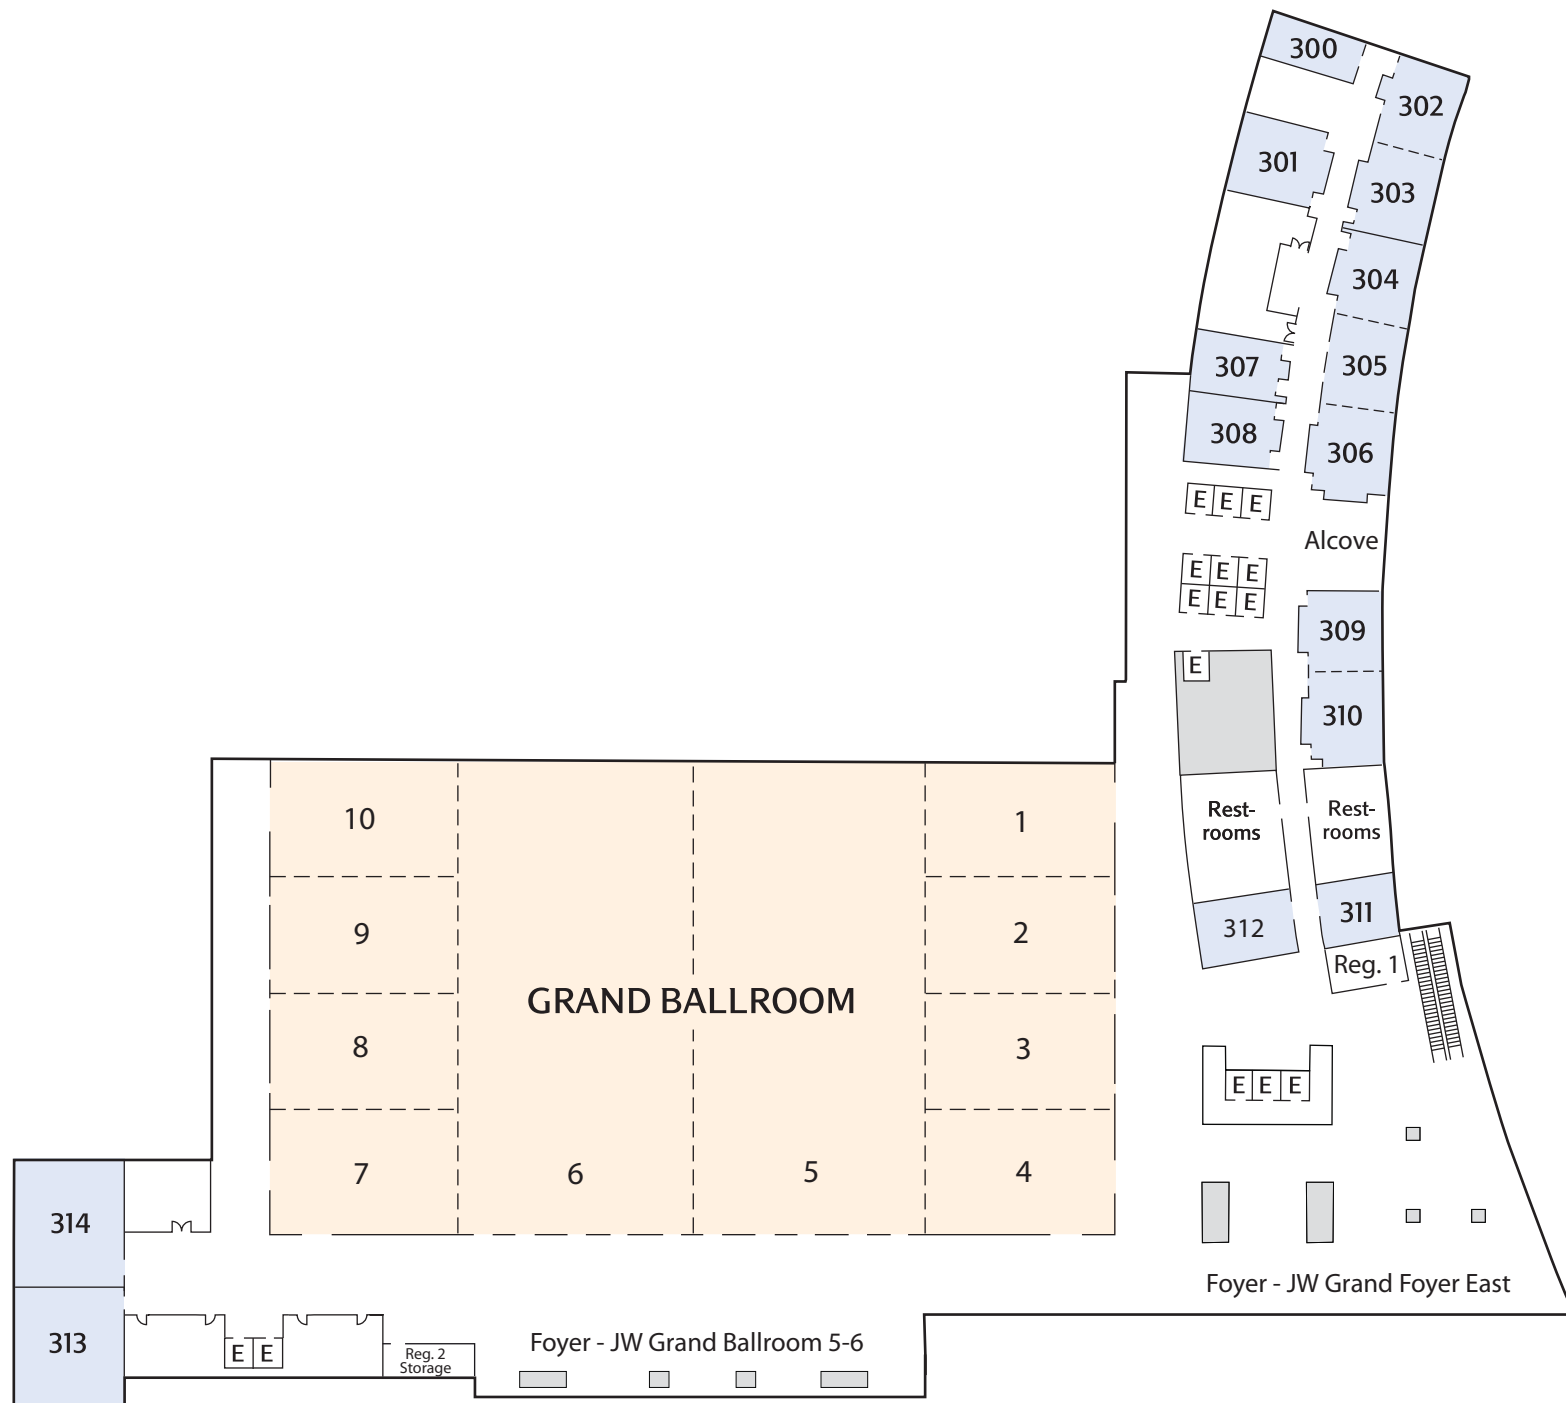 300
302
301
303
304
307
305
308
306
E E E
Alcove
E E E
E E E
309
E
310
10
1
Rest-
rooms
Rest-
rooms
9
2
312
311
Reg. 1
GRAND BALLROOM
8
3
E E E
7
6
5
4
314
Foyer - JW Grand Foyer East
313
E E
Reg. 2
Storage
Foyer - JW Grand Ballroom 5-6